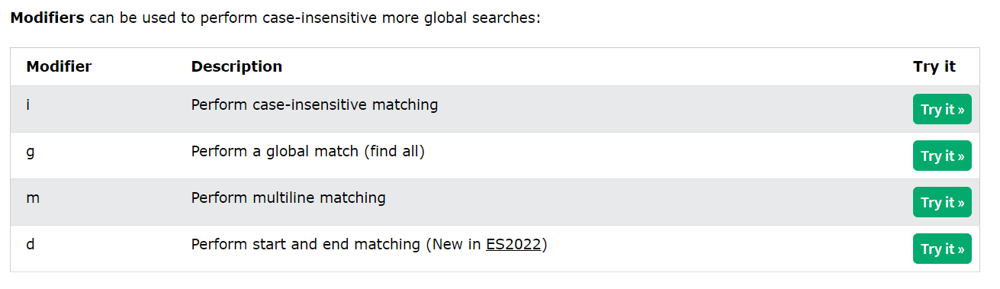 Modifiers can be used to perform case-insensitive more global searches:
Modifier Description Try it
i Perform case-insensitive matching Try it »
g Perform a global match (find all) Try it »
m Perform multiline matching Try it »
d Perform start and end matching (New in ES2022) Try it »